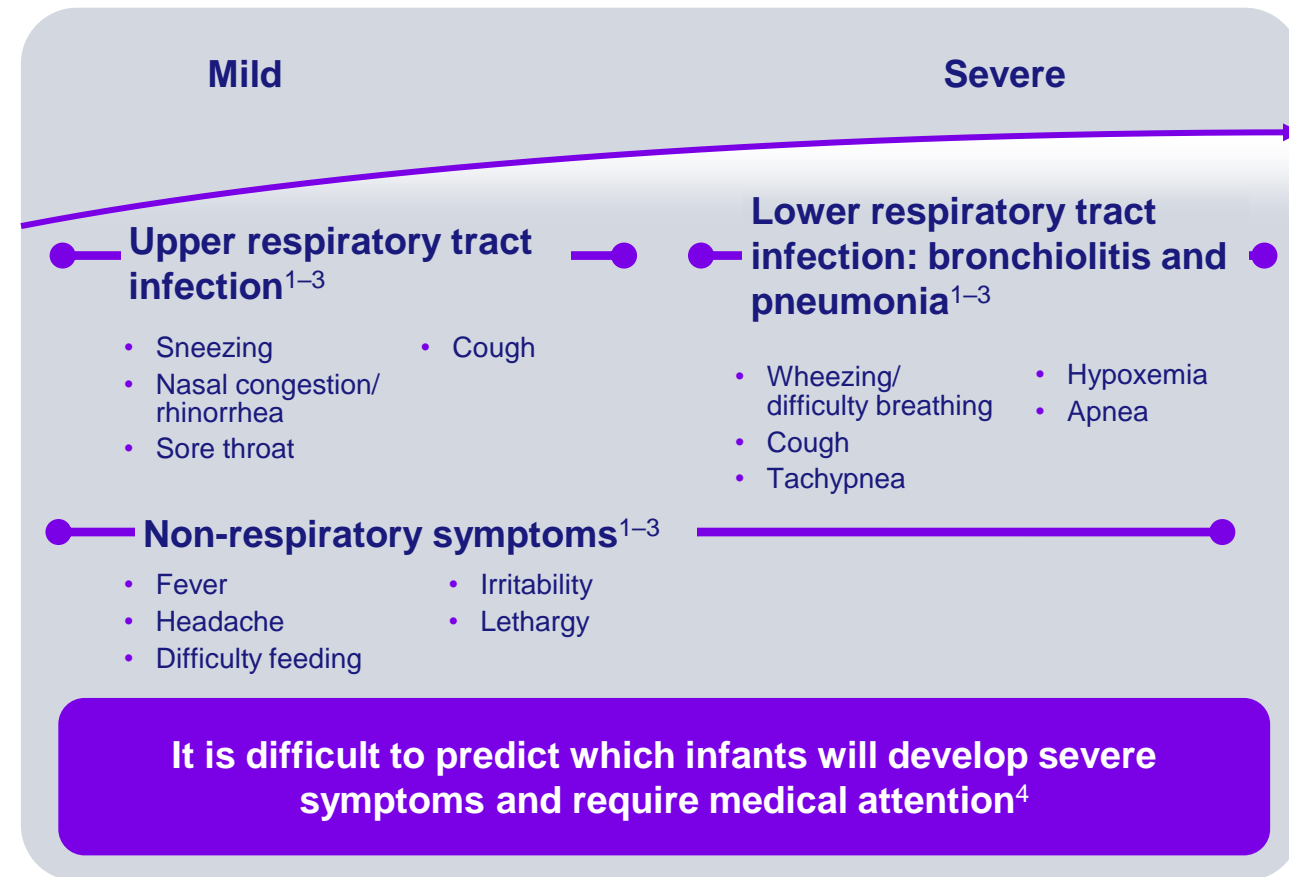 Mild
Severe
Upper respiratory tract
infection1–3
• Sneezing
• Nasal congestion/
rhinorrhea
• Sore throat
• Cough
Lower respiratory tract
infection: bronchiolitis and
pneumonia1–3
• Wheezing/
difficulty breathing
• Cough
• Tachypnea
• Hypoxemia
• Apnea
Non-respiratory symptoms1–3
• Fever
• Headache
• Difficulty feeding
• Irritability
• Lethargy
It is difficult to predict which infants will develop severe
symptoms and require medical attention4